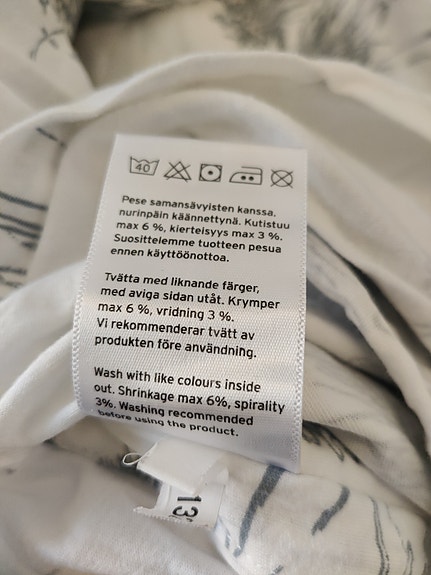 40
Pese samansävyisten kanssa,
nurinpäin käännettynä. Kutistuu
max 6 %, kierteisyys max 3 %.
Suosittelemme tuotteen pesua
ennen käyttöönottoa.
Tvätta med liknande färger,
med aviga sidan utåt. Krymper
max 6 %, vridning 3 %.
Vi rekommenderar tvätt av
produkten före användning.
Wash with like colours inside
out. Shrinkage max 6%, spirality
3%. Washing recommended
before using the product.
13